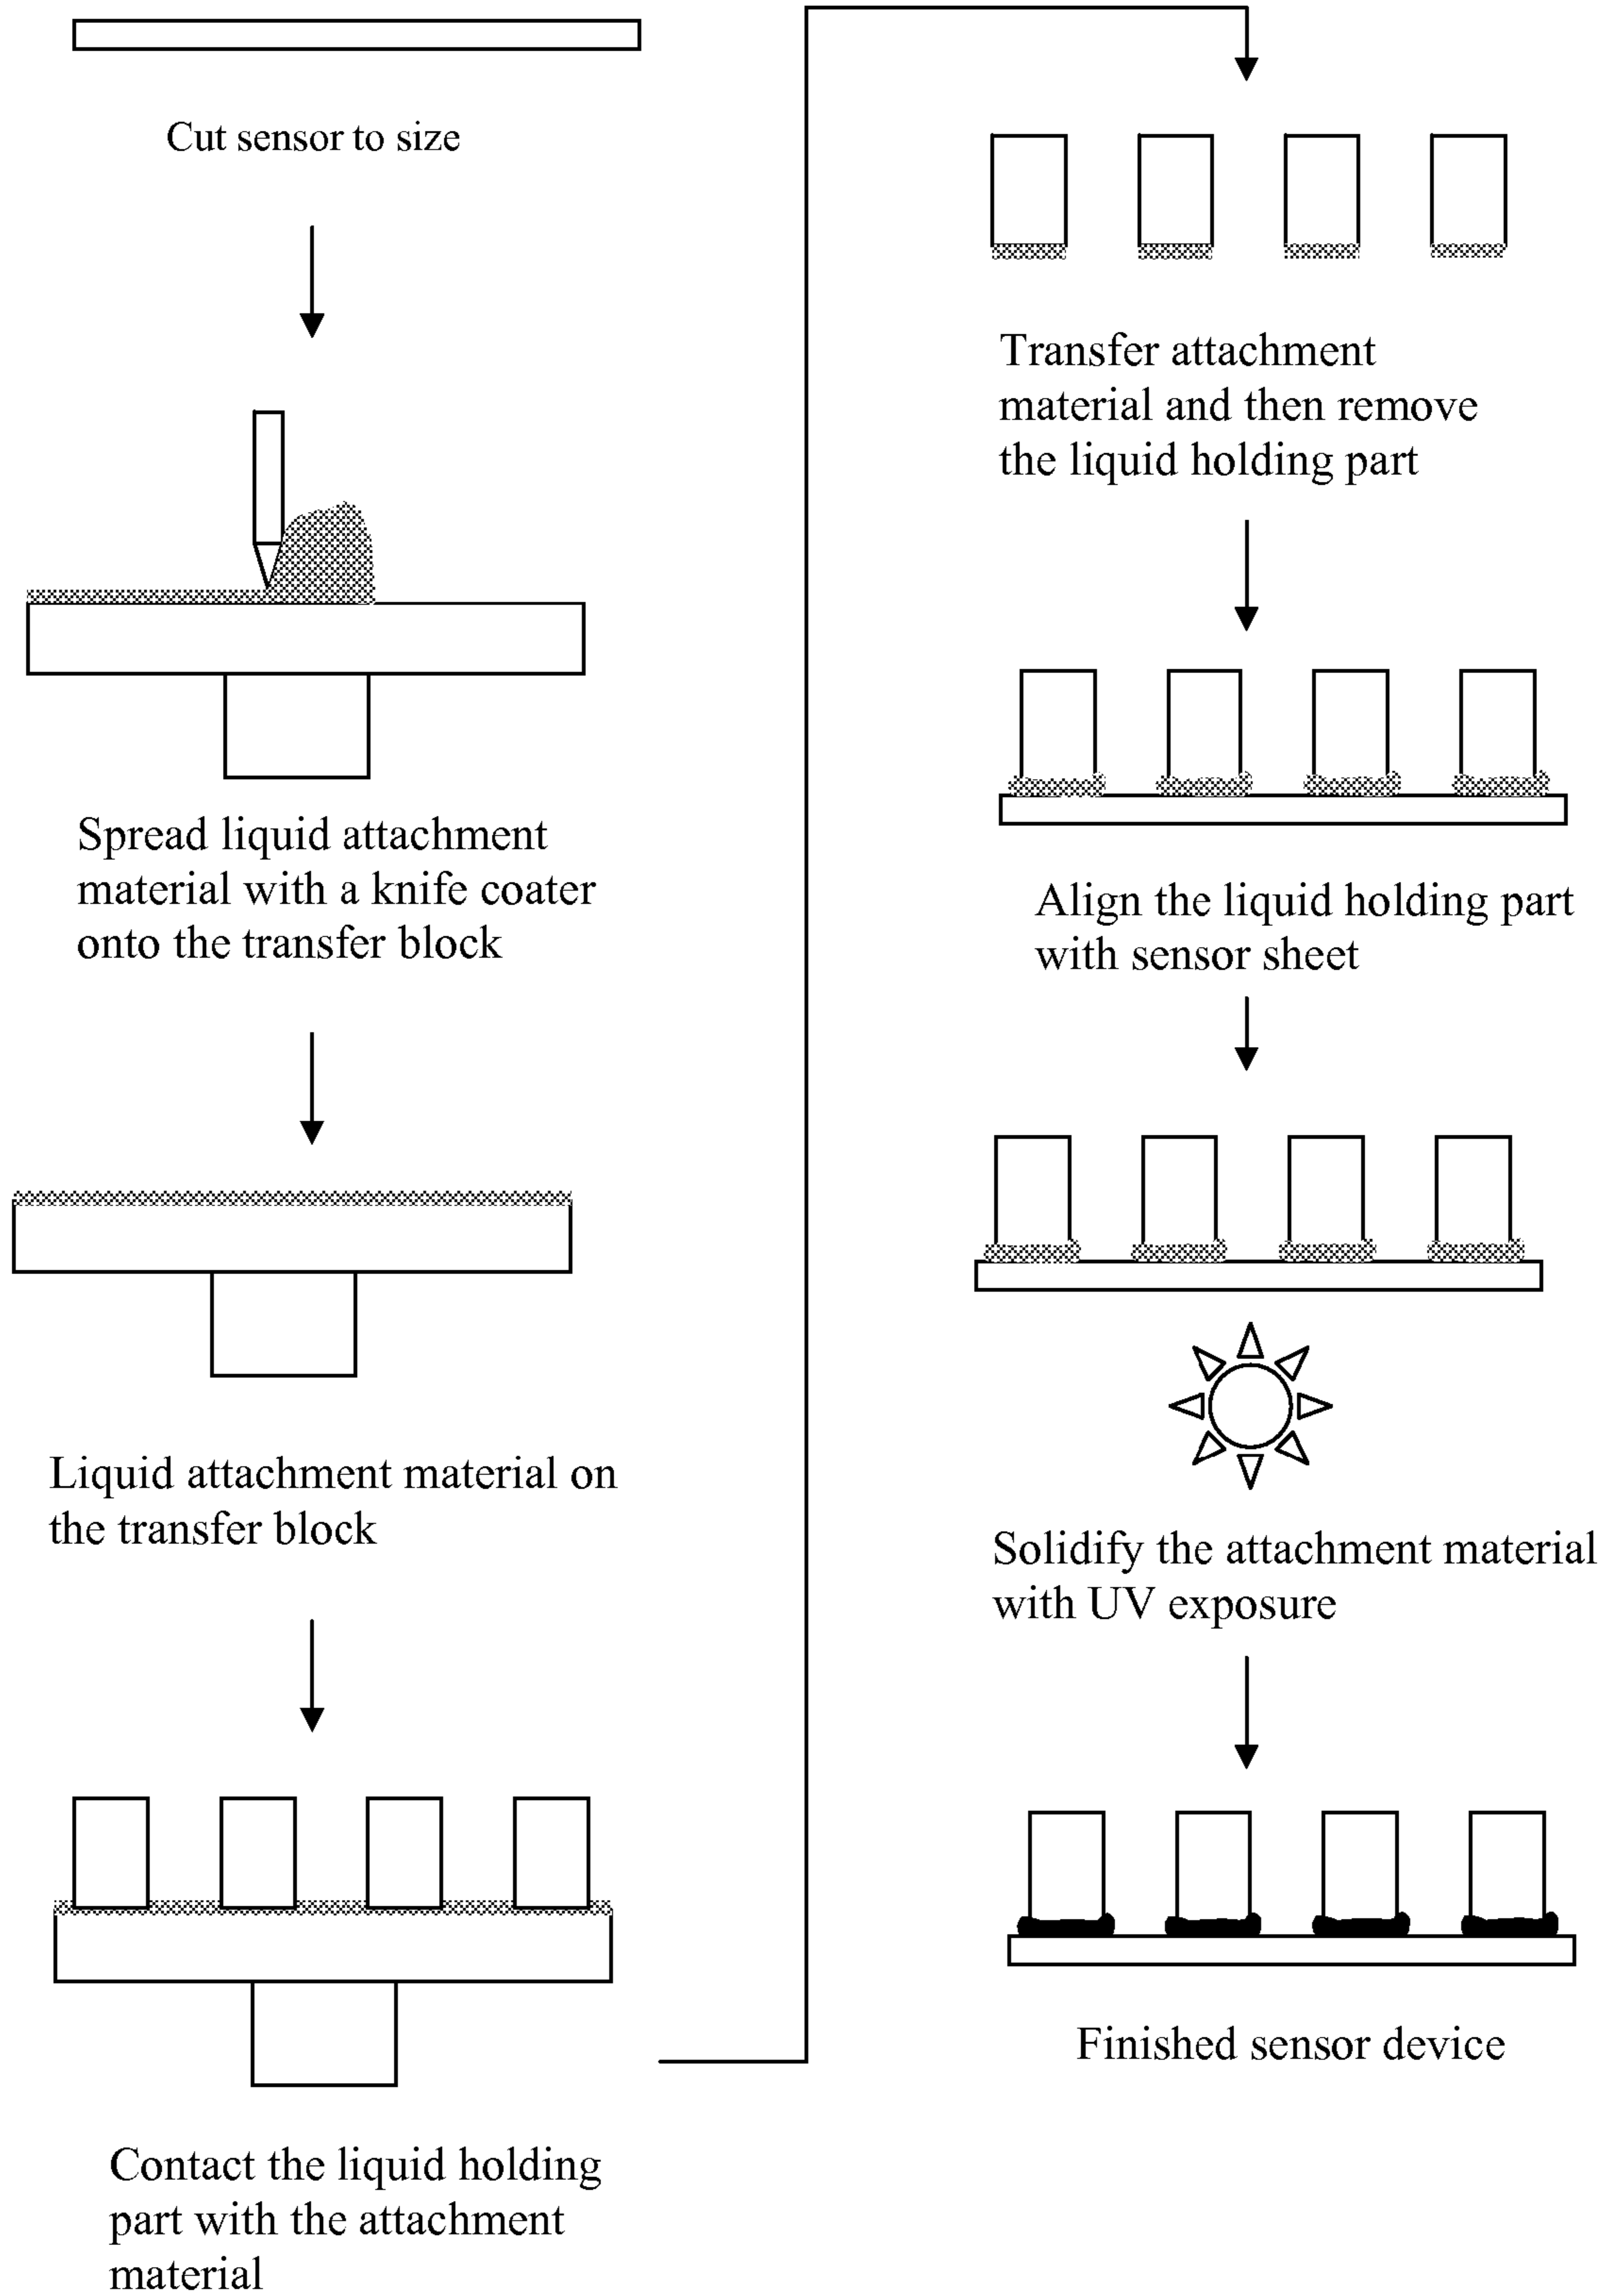 Cut sensor to size
Spread liquid attachment
material with a knife coater
onto the transfer block
Liquid attachment material on
the transfer block
Contact the liquid holding
part with the attachment
material
Transfer attachment
material and then remove
the liquid holding part
Align the liquid holding part
with sensor sheet
Solidify the attachment material
with UV exposure
Finished sensor device